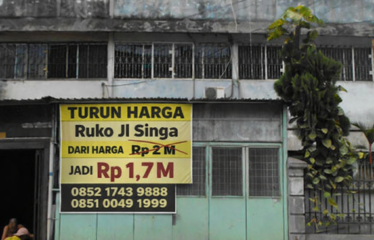 TURUN HARGA
Ruko Jl Singa
DARI HARGA Rp 2 M
JADI Rp 1,7 M
0852 1743 9888
0851 0049 1999